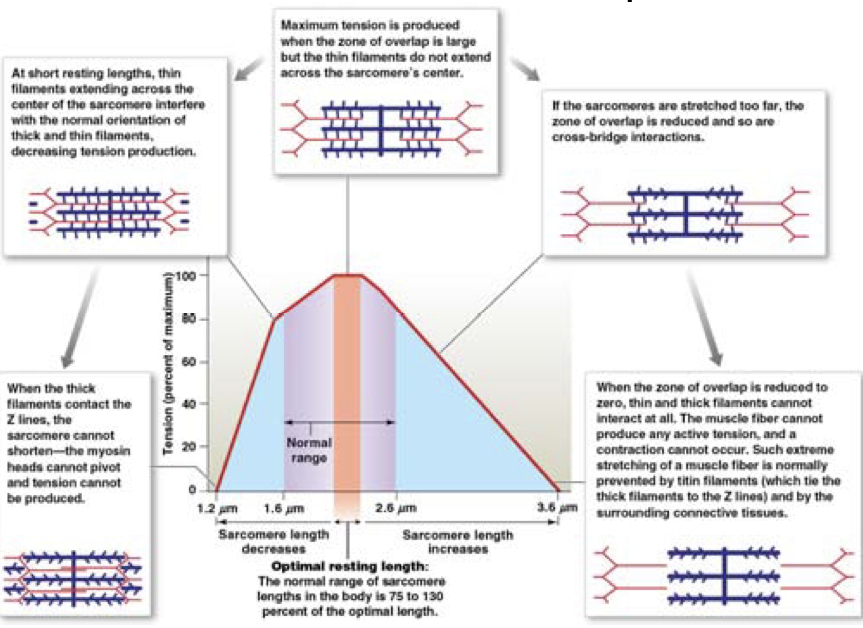 Maximum tension is produced
when the zone of overlap is large
but the thin filaments do not extend
across the sarcomere's center.
At short resting lengths, thin
filaments extending across the
center of the sarcomere interfere
with the normal orientation of
thick and thin filaments,
decreasing tension production.
If the sarcomeres are stretched too far, the
zone of overlap is reduced and so are
cross-bridge interactions.
When the thick
filaments contact the
Z lines, the
sarcomere cannot
shorten—the myosin
heads cannot pivot
and tension cannot
be produced.
Tension (percent of maximum)
100
80
60
40
20
0
Normal
range
1.2 µm
1.6 µm
2.6 µm
3.6 µm
Sarcomere length
decreases
Sarcomere length
increases
Optimal resting length:
The normal range of sarcomere
lengths in the body is 75 to 130
percent of the optimal length.
When the zone of overlap is reduced to
zero, thin and thick filaments cannot
interact at all. The muscle fiber cannot
produce any active tension, and a
contraction cannot occur. Such extreme
stretching of a muscle fiber is normally
prevented by titin filaments (which tie the
thick filaments to the Z lines) and by the
surrounding connective tissues.